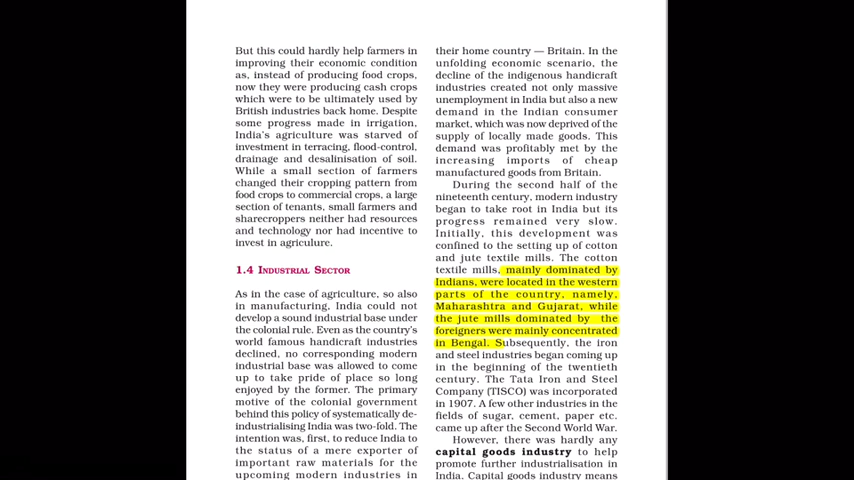 But this could hardly help farmers in
improving their economic condition
as, instead of producing food crops,
now they were producing cash crops
which were to be ultimately used by
British industries back home. Despite
some progress made in irrigation,
India's agriculture was starved of
investment in terracing, flood-control,
drainage and desalinisation of soil.
While a small section of farmers
changed their cropping pattern from
food crops to commercial crops, a large
section of tenants, small farmers and
sharecroppers neither had resources
and technology nor had incentive to
invest in agriculure.
1.4 INDUSTRIAL SECTOR
As in the case of agriculture, so also
in manufacturing, India could not
develop a sound industrial base under
the colonial rule. Even as the country's
world famous handicraft industries
declined, no corresponding modern
industrial base was allowed to come
up to take pride of place so long
enjoyed by the former. The primary
motive of the colonial government
behind this policy of systematically de-
industrialising India was two-fold. The
intention was, first, to reduce India to
the status of a mere exporter of
important raw materials for the
upcoming modern industries in
their home country — Britain. In the
unfolding economic scenario, the
decline of the indigenous handicraft
industries created not only massive
unemployment in India but also a new
demand in the Indian consumer
market, which was now deprived of the
supply of locally made goods. This
demand was profitably met by the
increasing imports of cheap
manufactured goods from Britain.
During the second half of the
nineteenth century, modern industry
began to take root in India but its
progress remained very slow.
Initially, this development was
confined to the setting up of cotton
and jute textile mills. The cotton
textile mills, mainly dominated by
Indians, were located in the western
parts of the country, namely,
Maharashtra and Gujarat, while
the jute mills dominated by the
foreigners were mainly concentrated
in Bengal. Subsequently, the iron
and steel industries began coming up
in the beginning of the twentieth
century. The Tata Iron and Steel
Company (TISCO) was incorporated
in 1907. A few other industries in the
fields of sugar, cement, paper etc.
came up after the Second World War.
However, there was hardly any
capital goods industry to help
promote further industrialisation in
India. Capital goods industry means